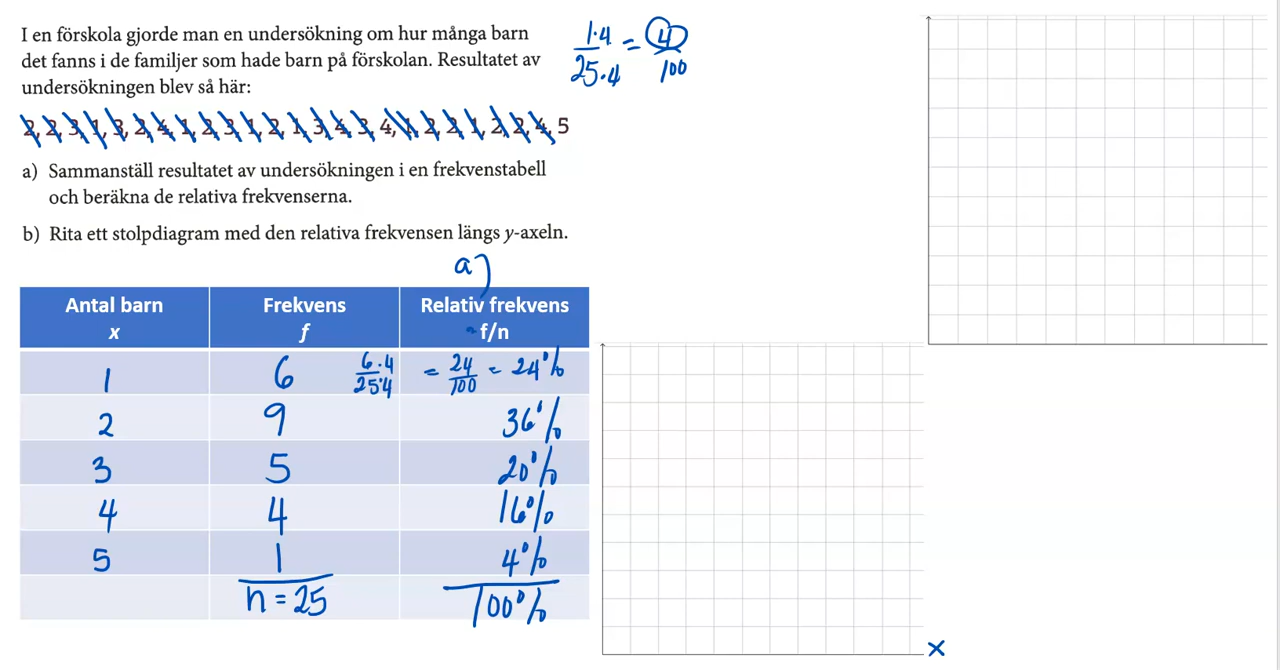 I en förskola gjorde man en undersökning om hur många barn
det fanns i de familjer som hade barn på förskolan. Resultatet av
undersökningen blev så här:
1·4/25·4 = 4/100
2, 2, 3, 1, 3, 2, 4, 1, 2, 3, 1, 2, 1, 3, 4, 3, 4, 1, 2, 2, 1, 2, 2, 4, 5
a) Sammanställ resultatet av undersökningen i en frekvenstabell
och beräkna de relativa frekvenserna.
b) Rita ett stolpdiagram med den relativa frekvensen längs y-axeln.
a)
Antal barn x Frekvens f Relativ frekvens f/n
1 6 6·4/25·4 = 24/100 = 24%
2 9 36%
3 5 20%
4 4 16%
5 1 4%
n = 25 100%
x